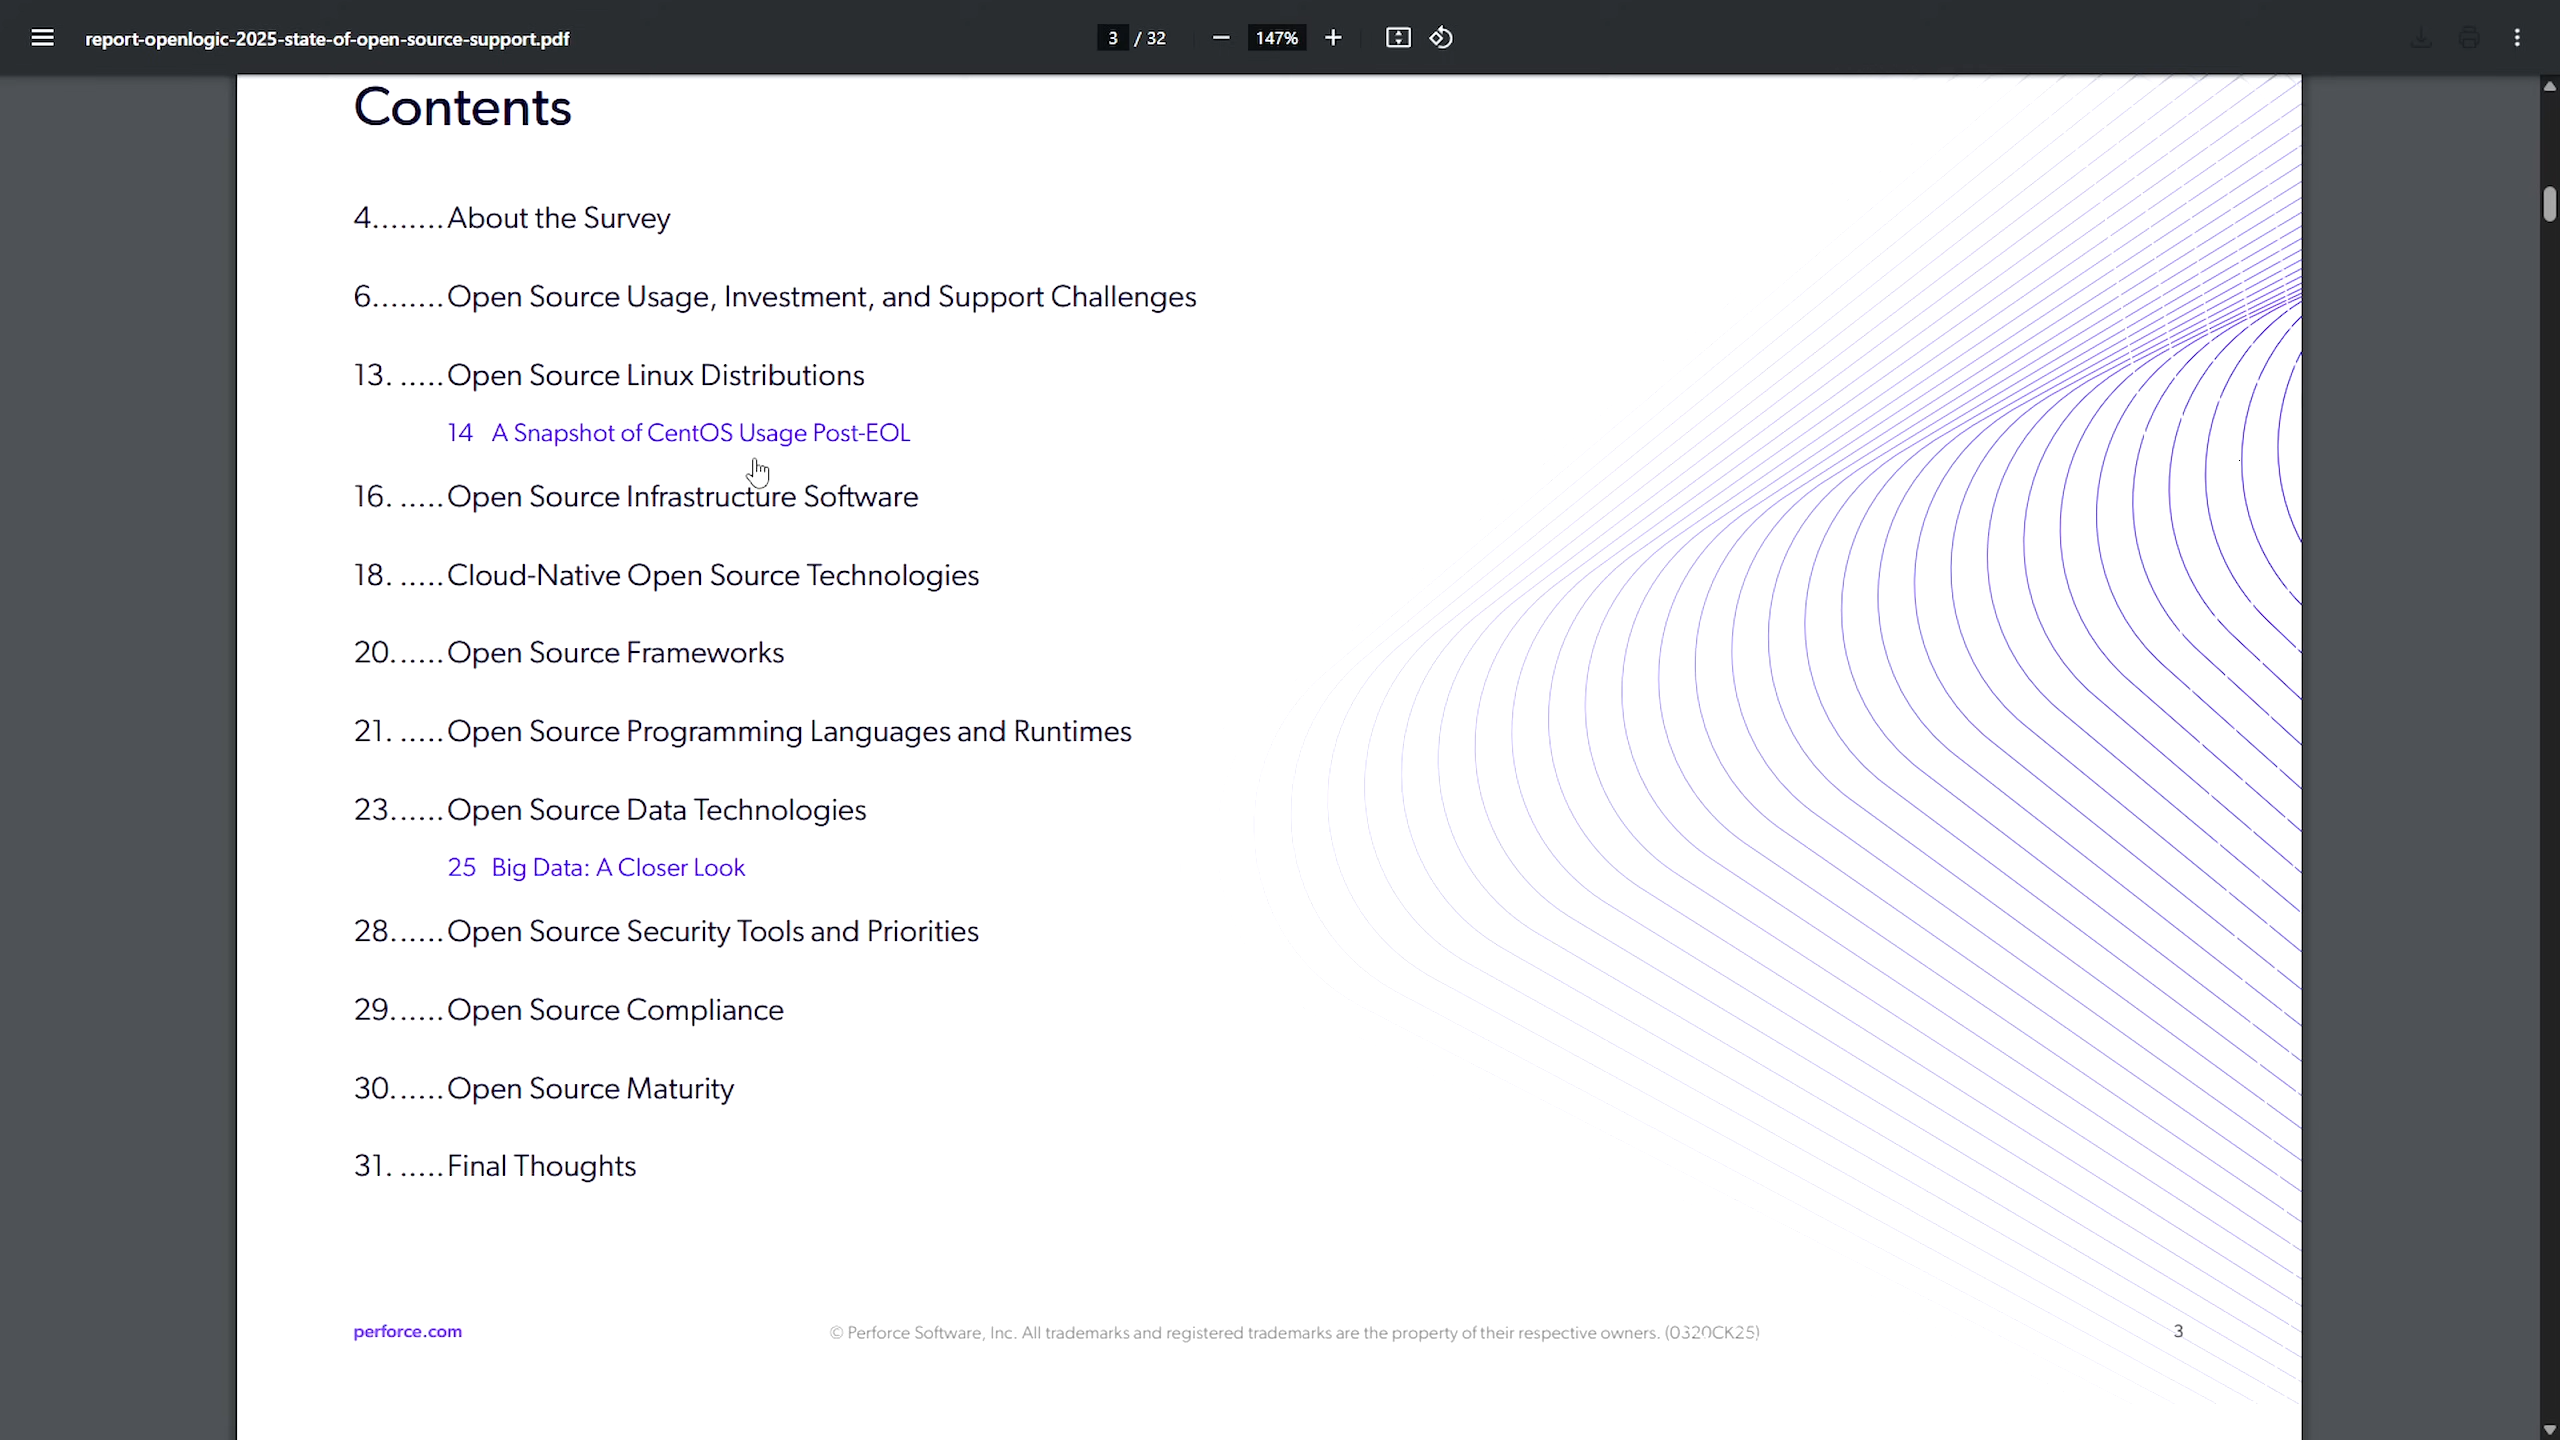 report-openlogic-2025-state-of-open-source-support.pdf
3 / 32
147%
Contents
4........About the Survey
6........Open Source Usage, Investment, and Support Challenges
13. .....Open Source Linux Distributions
14 A Snapshot of CentOS Usage Post-EOL
16. .....Open Source Infrastructure Software
18. .....Cloud-Native Open Source Technologies
20......Open Source Frameworks
21. .....Open Source Programming Languages and Runtimes
23......Open Source Data Technologies
25 Big Data: A Closer Look
28......Open Source Security Tools and Priorities
29......Open Source Compliance
30......Open Source Maturity
31. .....Final Thoughts
perforce.com
© Perforce Software, Inc. All trademarks and registered trademarks are the property of their respective owners. (0320CK25)
3